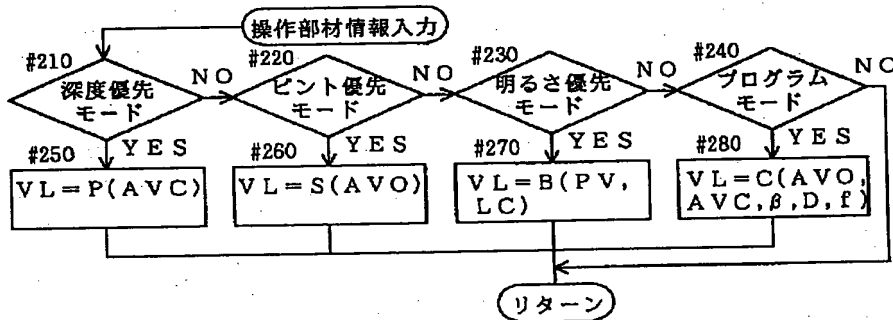 操作部材情報入力
#210
深度優先
モード
NO
YES
#220
ピント優先
モード
NO
YES
#230
明るさ優先
モード
NO
YES
#240
プログラム
モード
NO
YES
#250
VL=P(AVC)
#260
VL=S(AVO)
#270
VL=B(PV,
LC)
#280
VL=C(AVO,
AVC,β,D,f)
リターン